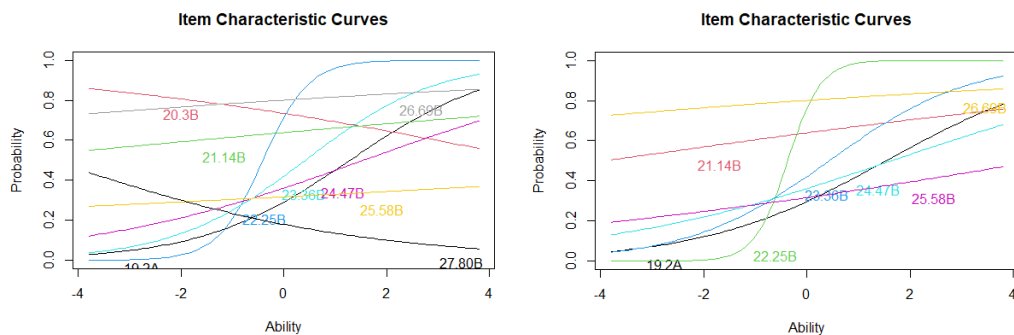 Item Characteristic Curves
Probability
1.0
0.8
0.6
0.4
0.2
0.0
20.3B
26.69B
21.14B
23.36B
24.47B
25.58B
22.25B
19.2A
27.80B
-4
-2
0
2
4
Ability
Item Characteristic Curves
Probability
1.0
0.8
0.6
0.4
0.2
0.0
26.69B
21.14B
23.36B
24.47B
25.58B
22.25B
19.2A
-4
-2
0
2
4
Ability